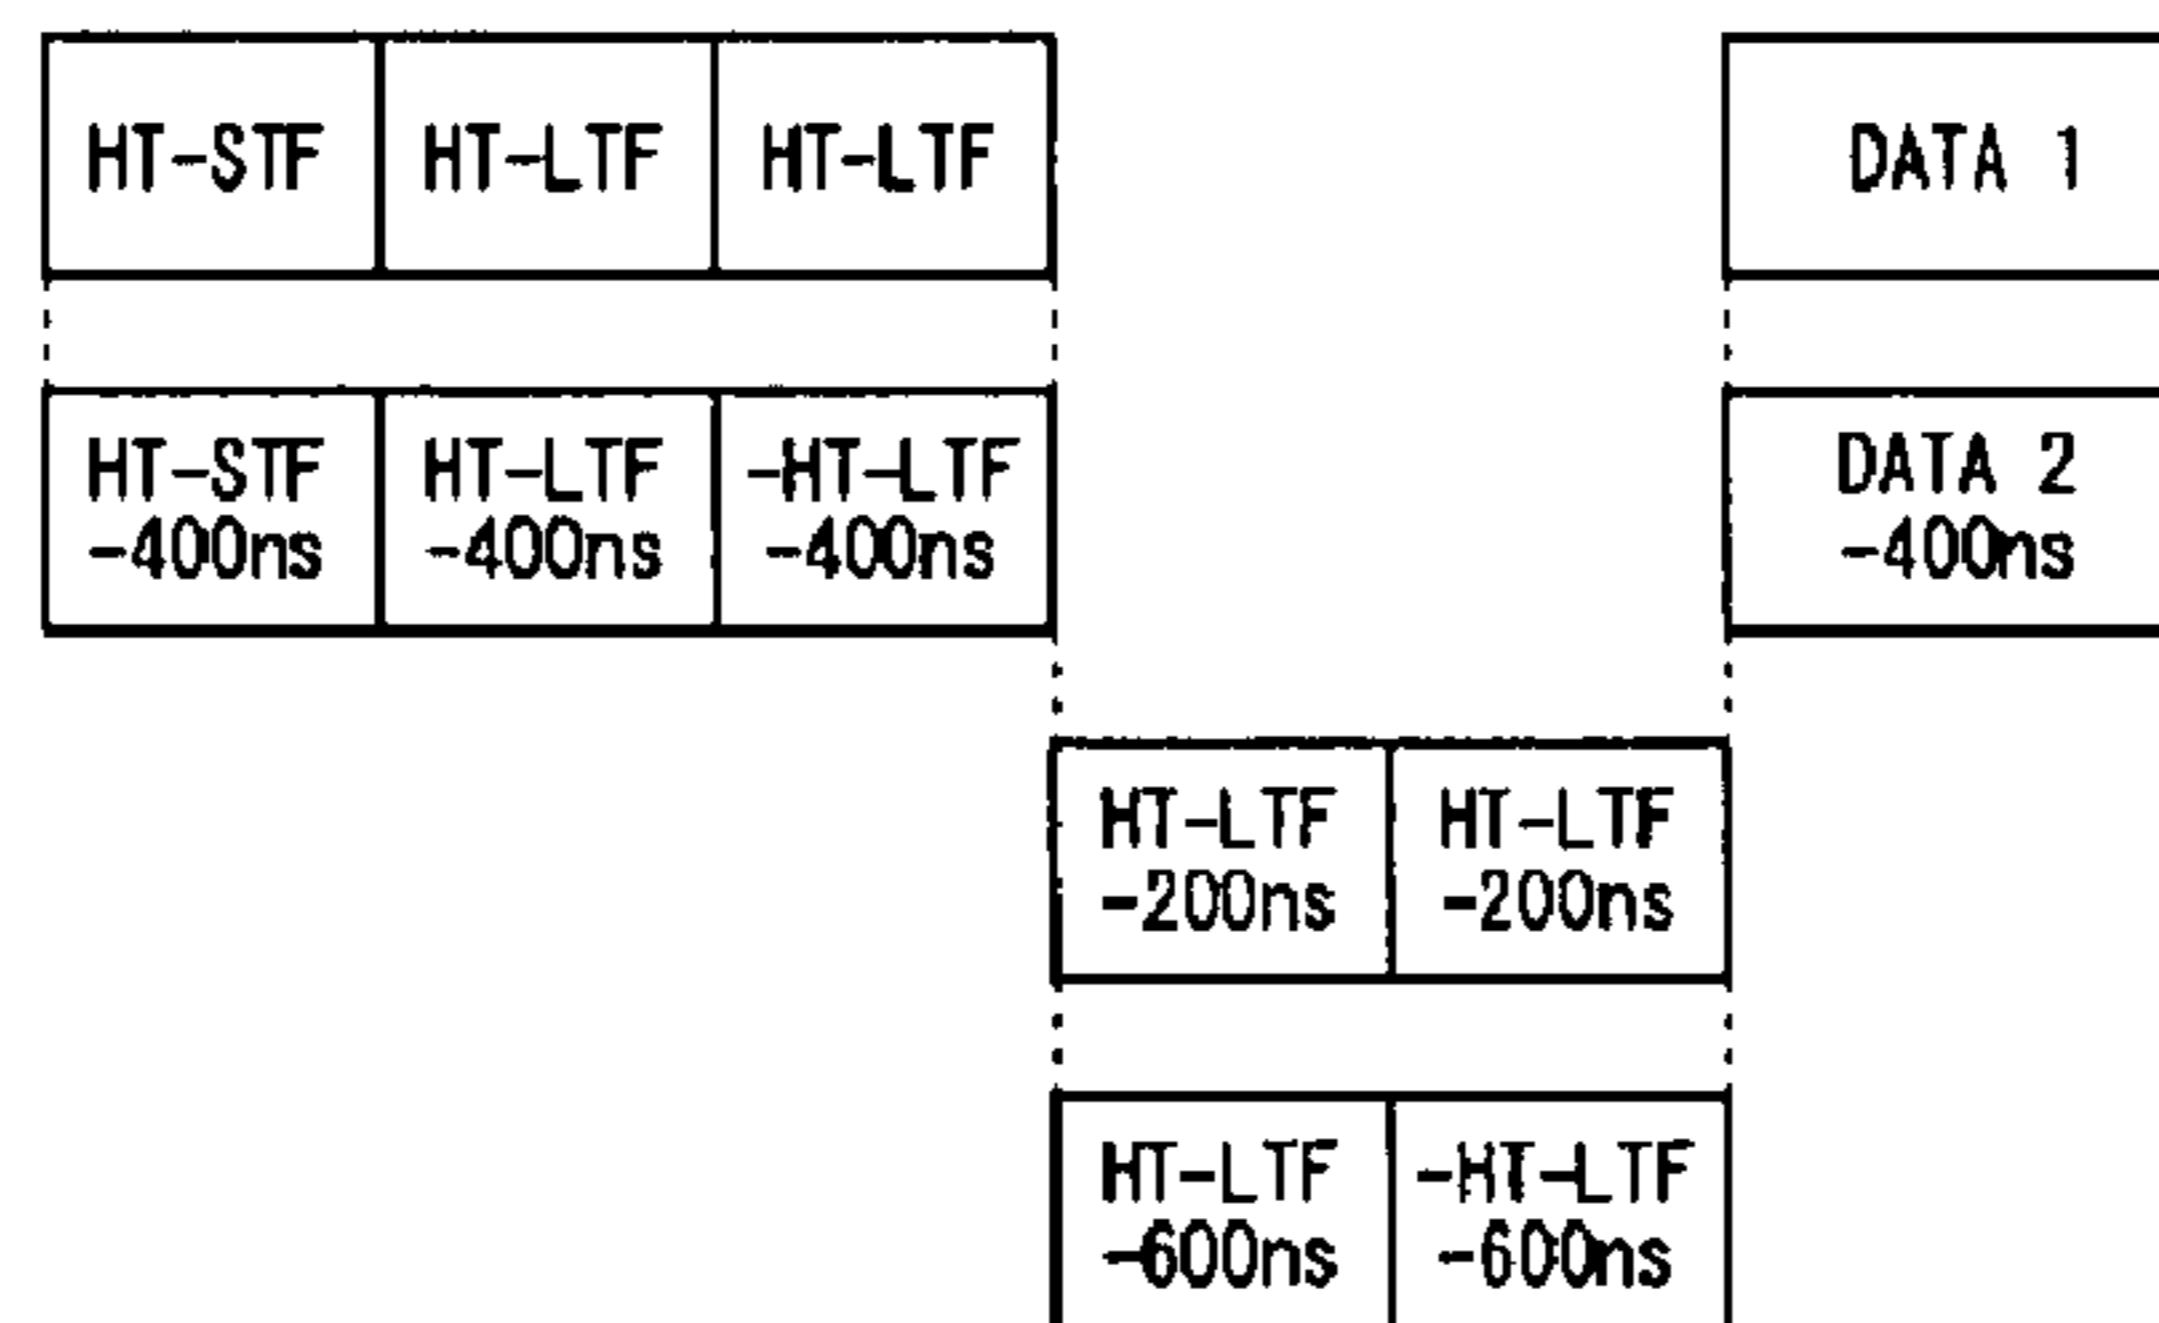 HT-STF HT-LTF HT-LTF DATA 1
HT-STF HT-LTF -HT-LTF DATA 2
-400ns -400ns -400ns -400ns
HT-LTF HT-LTF
-200ns -200ns
HT-LTF -HT-LTF
-600ns -600ns